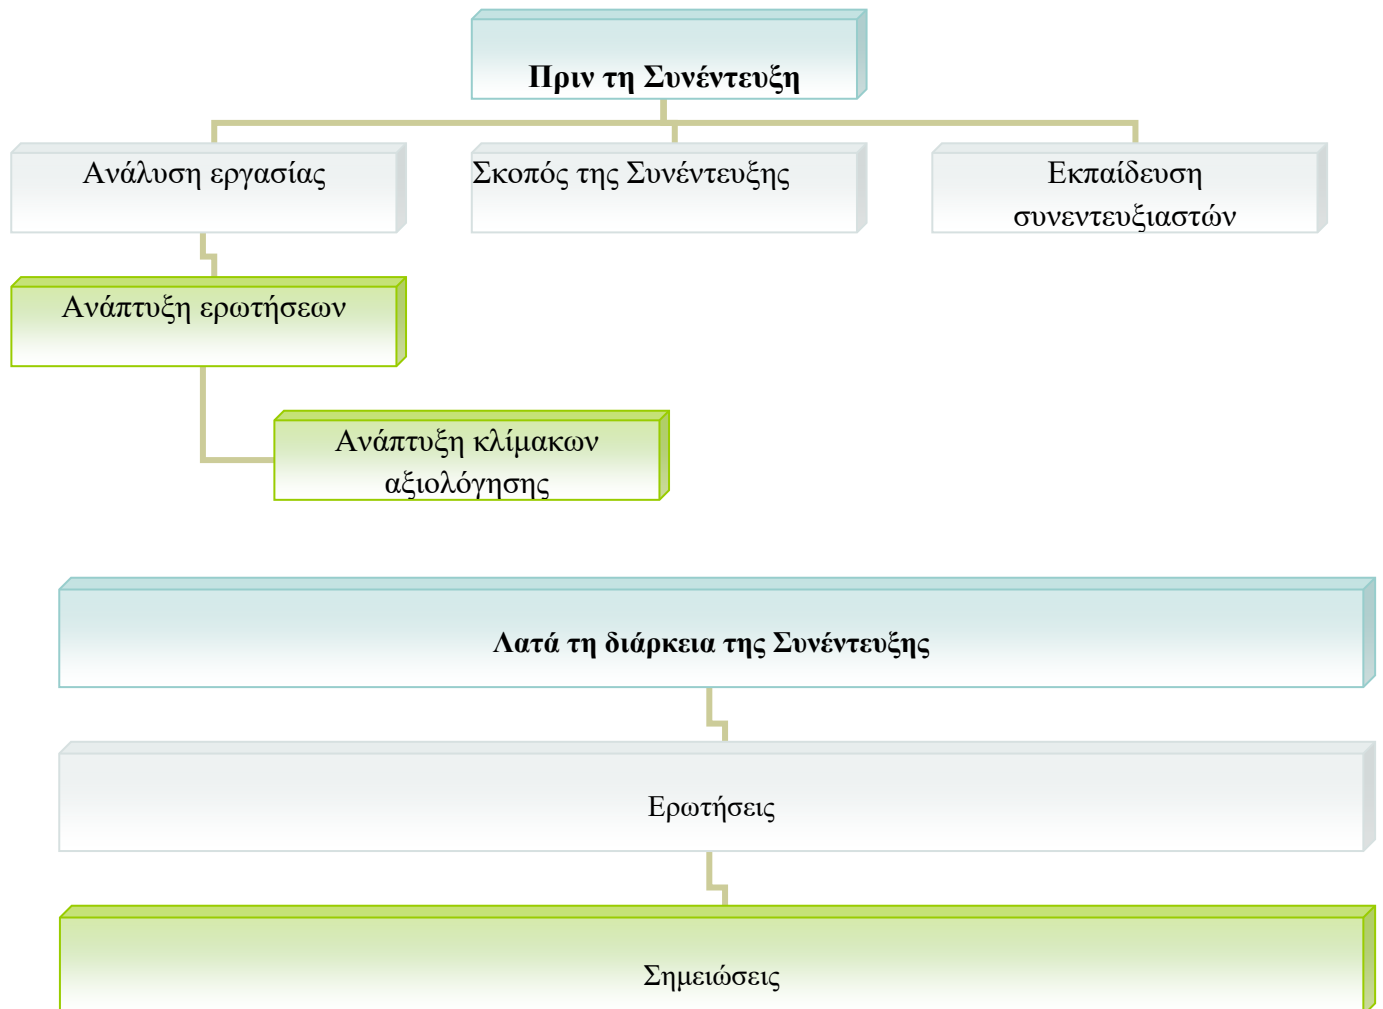 Πριν τη Συνέντευξη
Ανάλυση εργασίας
Σκοπός της Συνέντευξης
Εκπαίδευση
συνεντευξιαστών
Ανάπτυξη ερωτήσεων
Ανάπτυξη κλίμακων
αξιολόγησης
Λατά τη διάρκεια της Συνέντευξης
Ερωτήσεις
Σημειώσεις